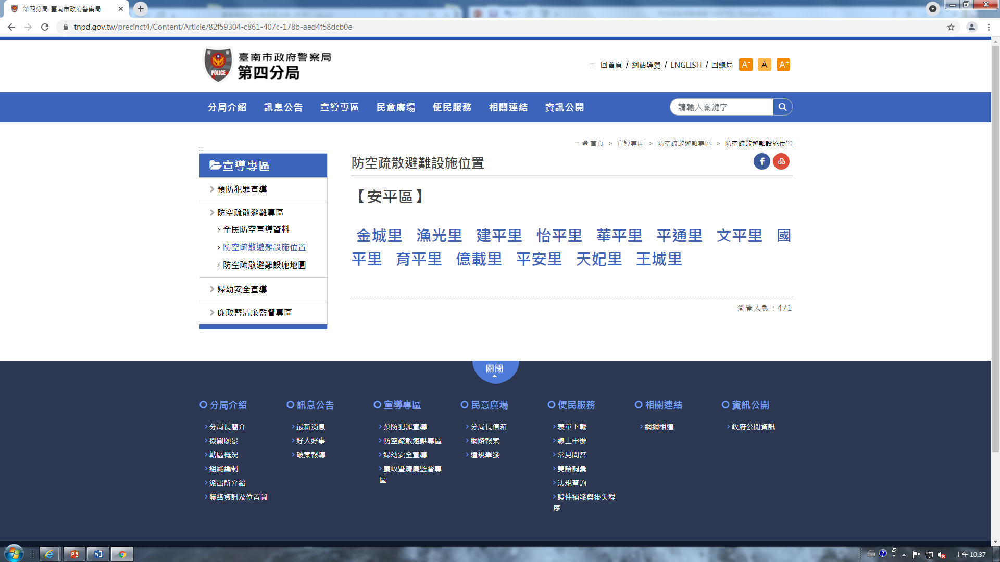 第四分局_臺南市政府警察局
tnpd.gov.tw/precinct4/Content/Article/82f59304-c861-407c-178b-aed4f58dcb0e
警 察
POLICE
臺南市政府警察局
第四分局
::: 回首頁 / 網站導覽 / ENGLISH / 回總局 A- A A+
分局介紹 訊息公告 宣導專區 民意廣場 便民服務 相關連結 資訊公開 請輸入關鍵字
::: 首頁 > 宣導專區 > 防空疏散避難專區 > 防空疏散避難設施位置
:::
宣導專區
預防犯罪宣導
防空疏散避難專區
全民防空宣導資料
防空疏散避難設施位置
防空疏散避難設施地圖
婦幼安全宣導
廉政暨清廉監督專區
防空疏散避難設施位置
【安平區】
金城里 漁光里 建平里 怡平里 華平里 平通里 文平里 國
平里 育平里 億載里 平安里 天妃里 王城里
瀏覽人數：471
關閉
分局介紹
分局長簡介
機關願景
轄區概況
組織編制
派出所介紹
聯絡資訊及位置圖
訊息公告
最新消息
好人好事
破案報導
宣導專區
預防犯罪宣導
防空疏散避難專區
婦幼安全宣導
廉政暨清廉監督專
區
民意廣場
分局長信箱
網路報案
違規舉發
便民服務
表單下載
線上申辦
常見問答
雙語詞彙
法規查詢
證件補發與掛失程
序
相關連結
網網相連
資訊公開
政府公開資訊
上午 10:37